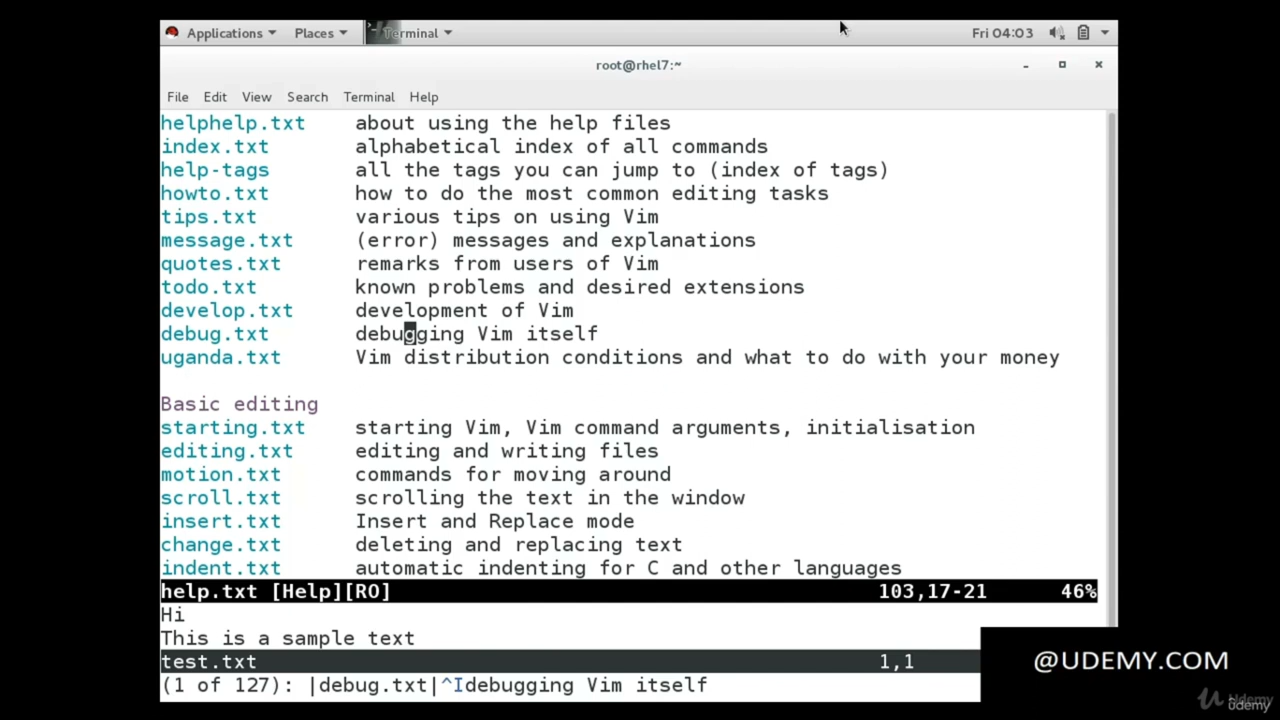 Applications Places Terminal Fri 04:03
root@rhel7:~
File Edit View Search Terminal Help
helphelp.txt about using the help files
index.txt alphabetical index of all commands
help-tags all the tags you can jump to (index of tags)
howto.txt how to do the most common editing tasks
tips.txt various tips on using Vim
message.txt (error) messages and explanations
quotes.txt remarks from users of Vim
todo.txt known problems and desired extensions
develop.txt development of Vim
debug.txt debugging Vim itself
uganda.txt Vim distribution conditions and what to do with your money
Basic editing
starting.txt starting Vim, Vim command arguments, initialisation
editing.txt editing and writing files
motion.txt commands for moving around
scroll.txt scrolling the text in the window
insert.txt Insert and Replace mode
change.txt deleting and replacing text
indent.txt automatic indenting for C and other languages
help.txt [Help][RO] 103,17-21 46%
Hi
This is a sample text
test.txt 1,1
@UDEMY.COM
(1 of 127): |debug.txt|^Idebugging Vim itself
Udemy
ûdemy